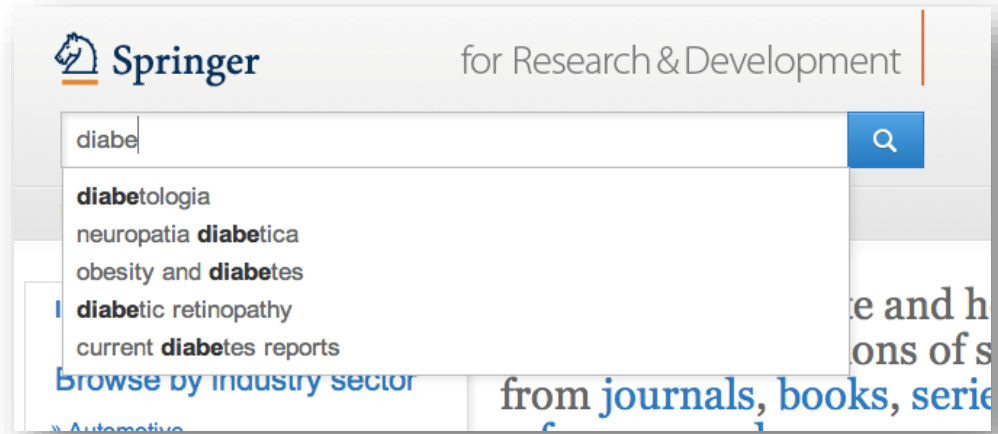 Springer
for Research & Development
diabe
diabetologia
neuropatia diabetica
obesity and diabetes
diabetic retinopathy
current diabetes reports
Browse by industry sector
» Automotive
e and h
ons of s
from journals, books, serie